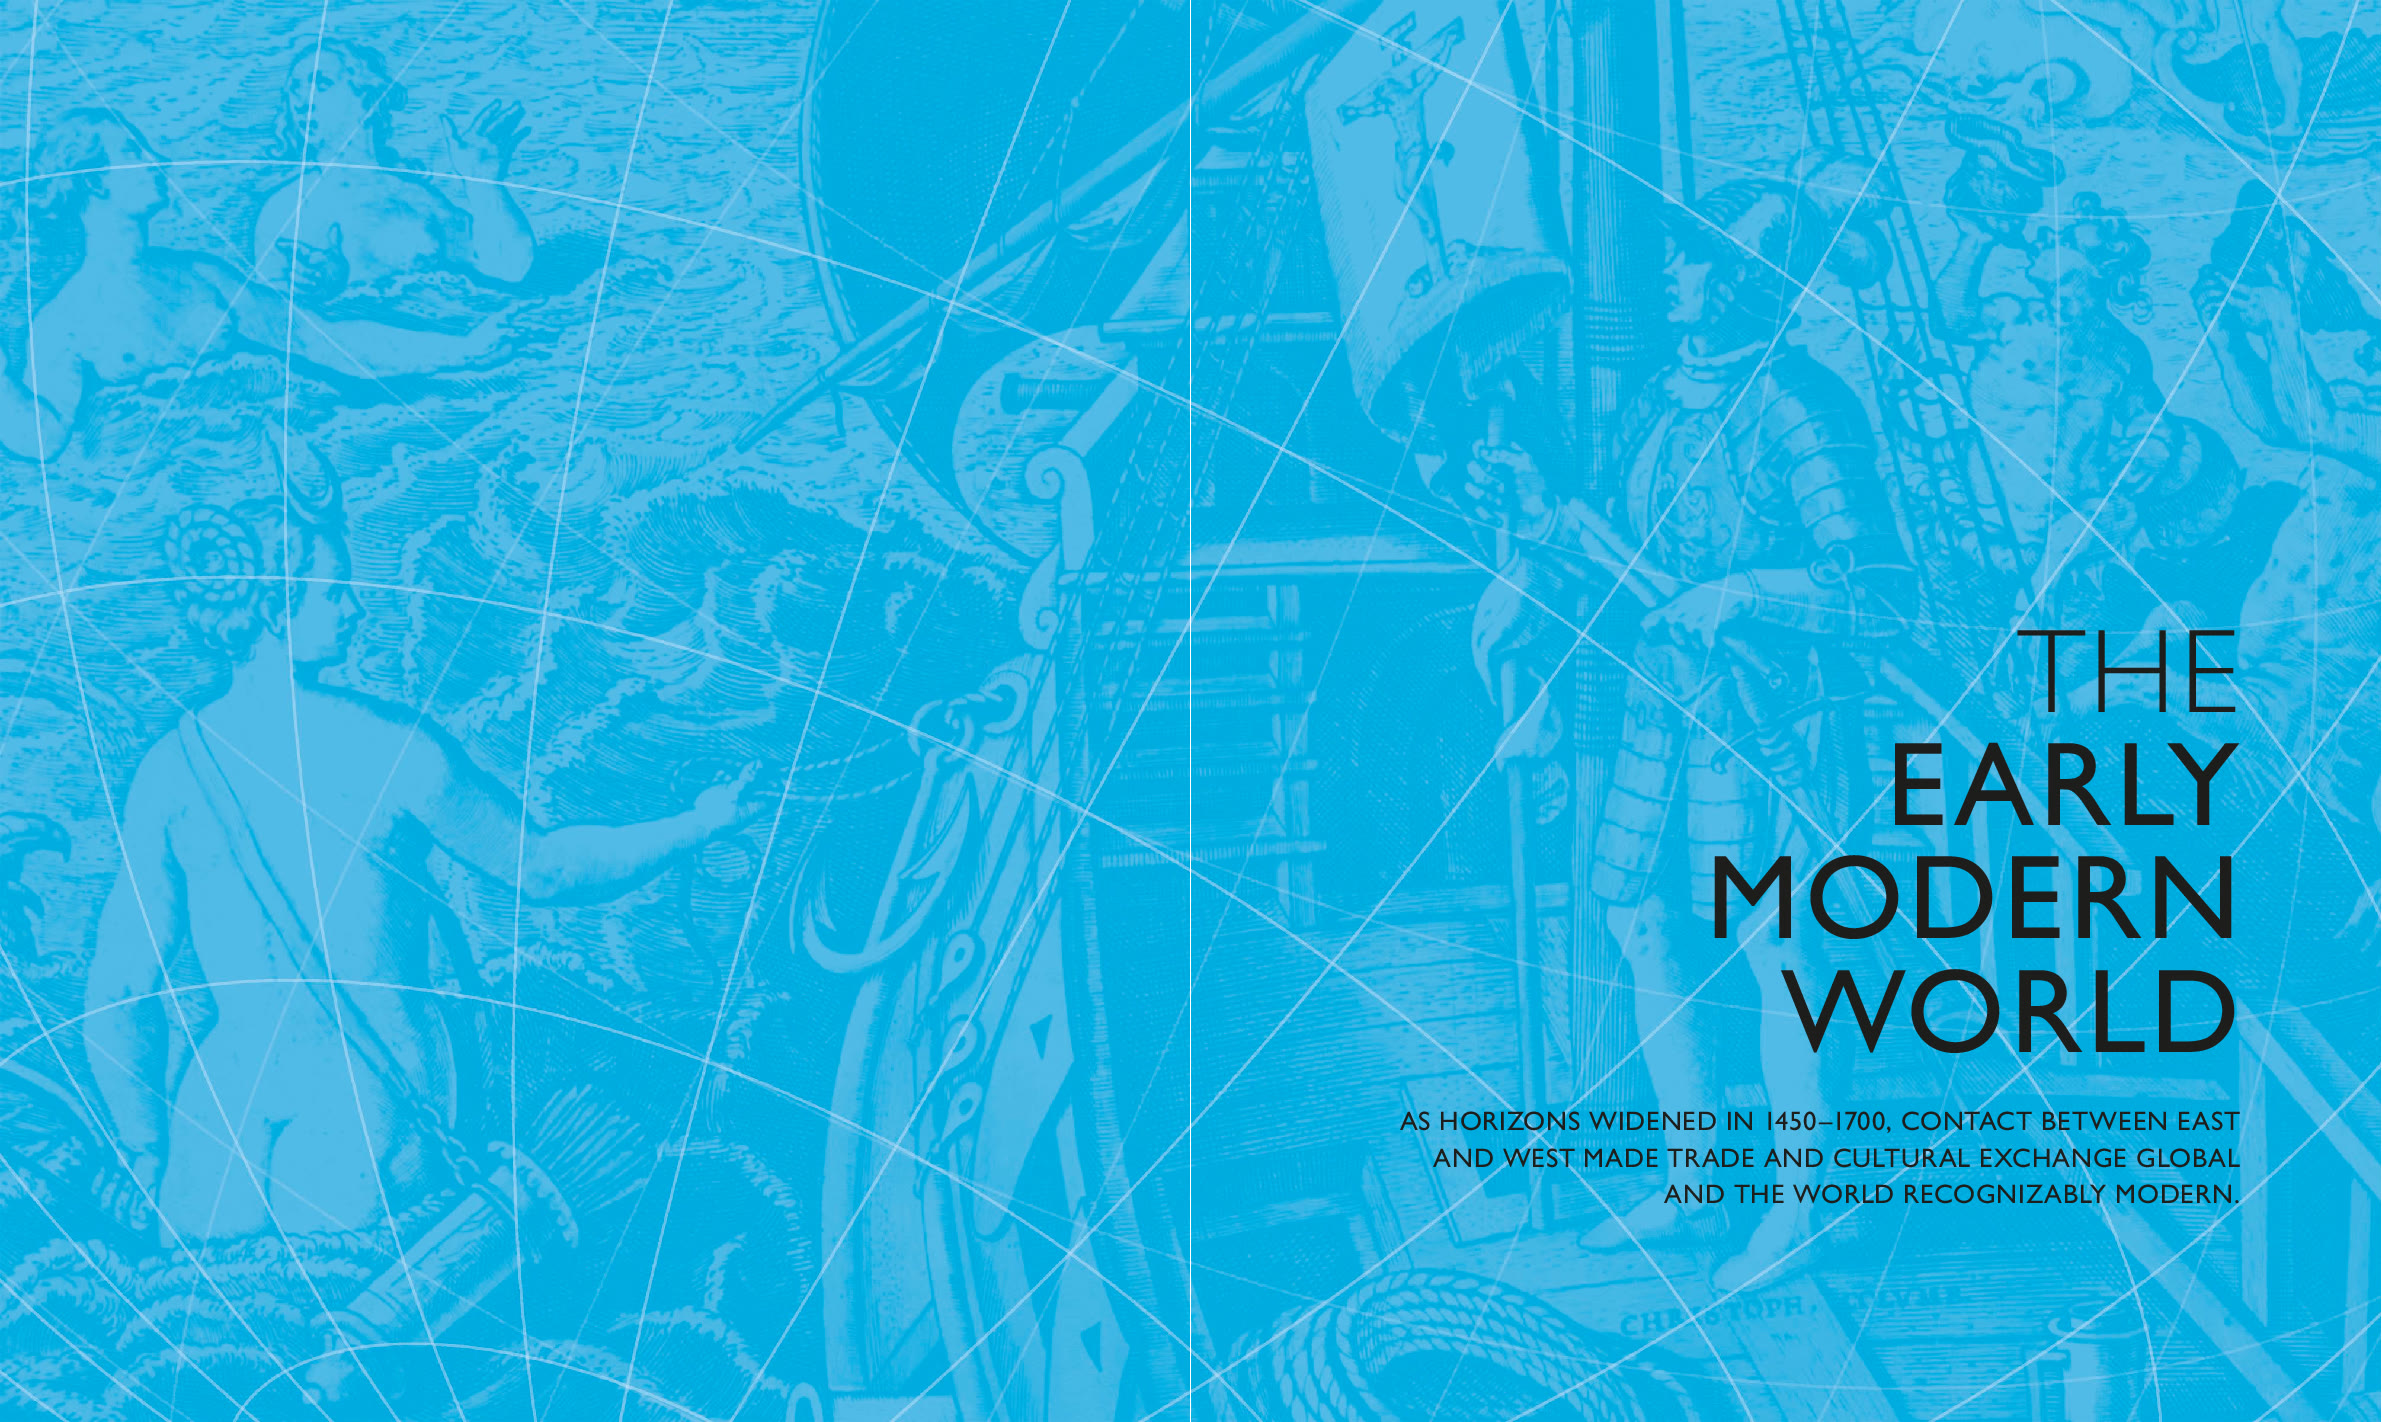 THE
EARLY
MODERN
WORLD
AS HORIZONS WIDENED IN 1450–1700, CONTACT BETWEEN EAST
AND WEST MADE TRADE AND CULTURAL EXCHANGE GLOBAL
AND THE WORLD RECOGNIZABLY MODERN.
CHRISTOPH.